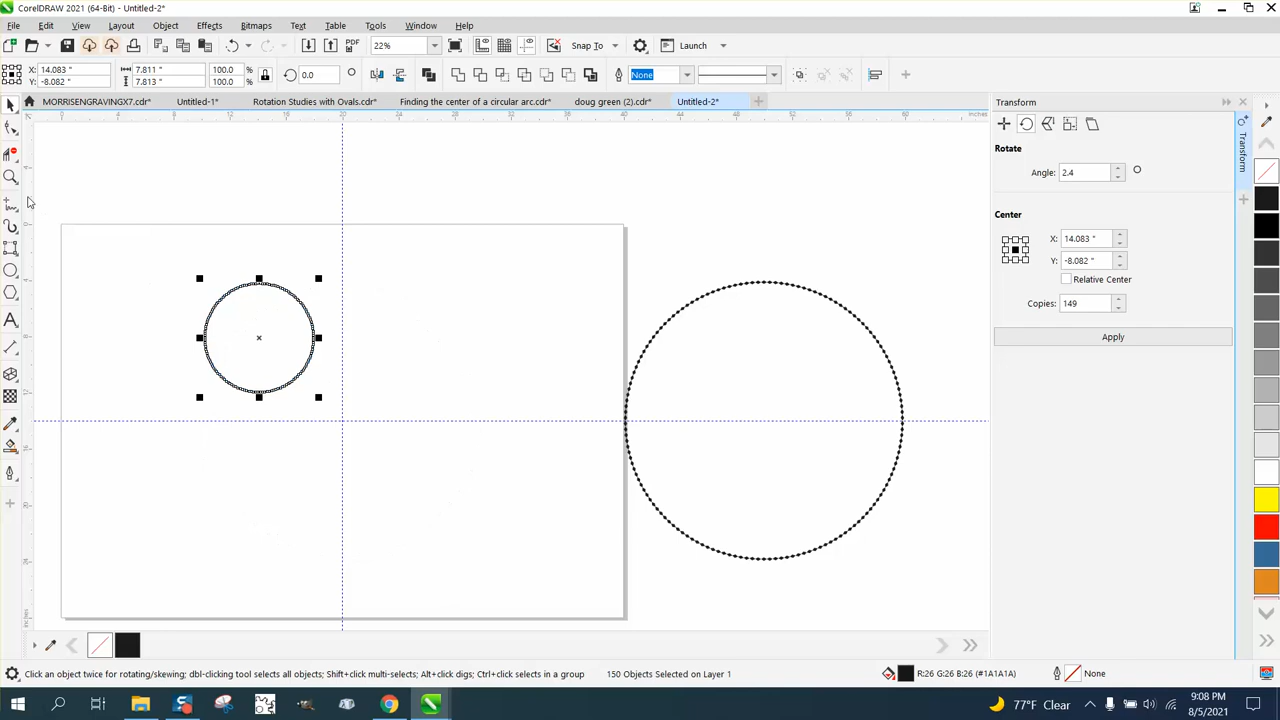 CorelDRAW 2021 (64-Bit) - Untitled-2*
File Edit View Layout Object Effects Bitmaps Text Table Tools Window Help
22% PDF Snap To Launch
X: 14.083 " 7.811 " 100.0 % 0.0 None
Y: -8.082 " 7.813 " 100.0 %
MORRISENGRAVINGX7.cdr* Untitled-1* Rotation Studies with Ovals.cdr* Finding the center of a circular arc.cdr* doug green (2).cdr* Untitled-2*
inches
Transform
Rotate
Angle: 2.4
Center
X: 14.083 "
Y: -8.082 "
Relative Center
Copies: 149
Apply
Transform
Click an object twice for rotating/skewing; dbl-clicking tool selects all objects; Shift+click multi-selects; Alt+click digs; Ctrl+click selects in a group 150 Objects Selected on Layer 1 R:26 G:26 B:26 (#1A1A1A) None
77°F Clear 9:08 PM
8/5/2021